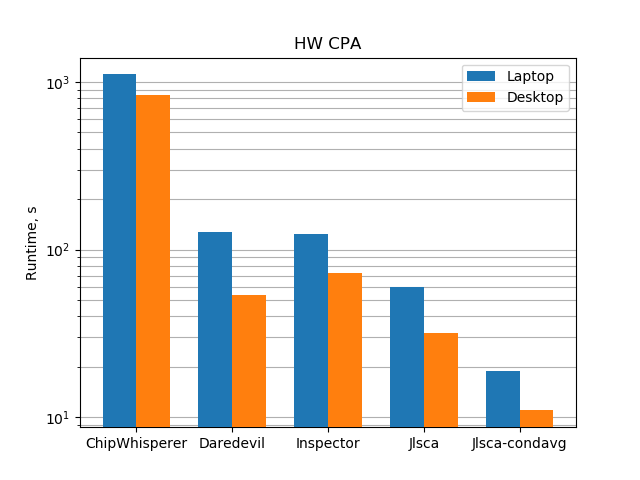 HW CPA
Laptop
Desktop
Runtime, s
10³
10²
10¹
ChipWhisperer Daredevil Inspector Jlsca Jlsca-condavg